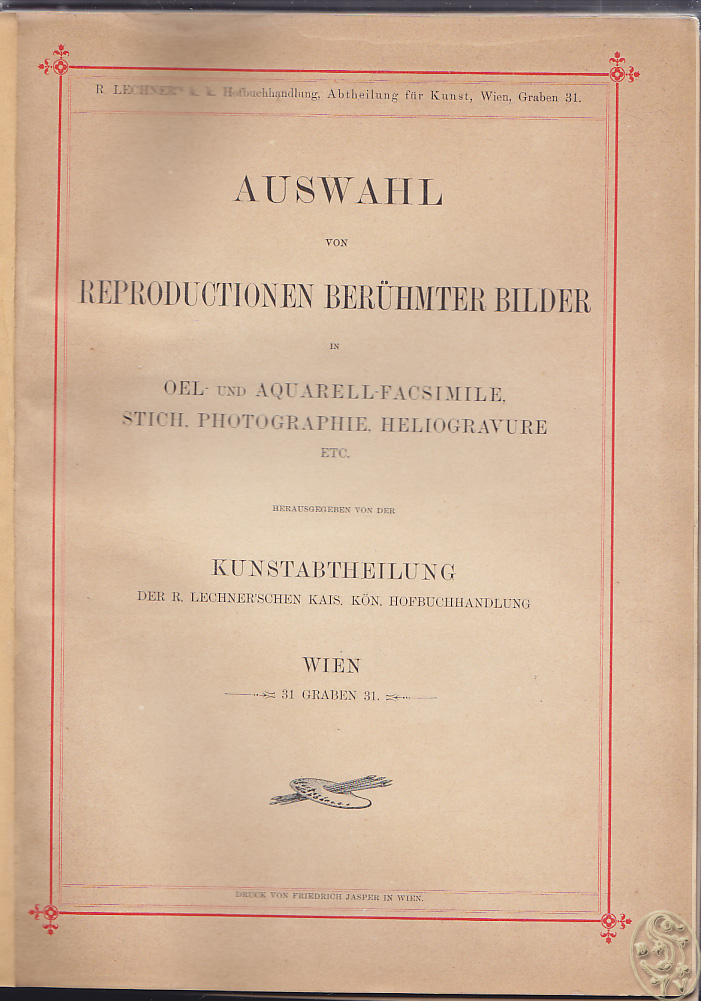 R. LECHNER'S k. k. Hofbuchhandlung, Abtheilung für Kunst, Wien, Graben 31.
AUSWAHL
VON
REPRODUCTIONEN BERÜHMTER BILDER
IN
OEL- UND AQUARELL-FACSIMILE,
STICH, PHOTOGRAPHIE, HELIOGRAVURE
ETC.
HERAUSGEGEBEN VON DER
KUNSTABTHEILUNG
DER R. LECHNER'SCHEN KAIS. KÖN. HOFBUCHHANDLUNG
WIEN
31 GRABEN 31.
DRUCK VON FRIEDRICH JASPER IN WIEN.